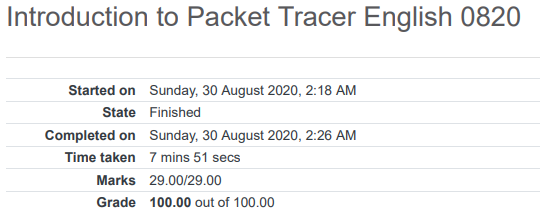 Introduction to Packet Tracer English 0820
Started on Sunday, 30 August 2020, 2:18 AM
State Finished
Completed on Sunday, 30 August 2020, 2:26 AM
Time taken 7 mins 51 secs
Marks 29.00/29.00
Grade 100.00 out of 100.00